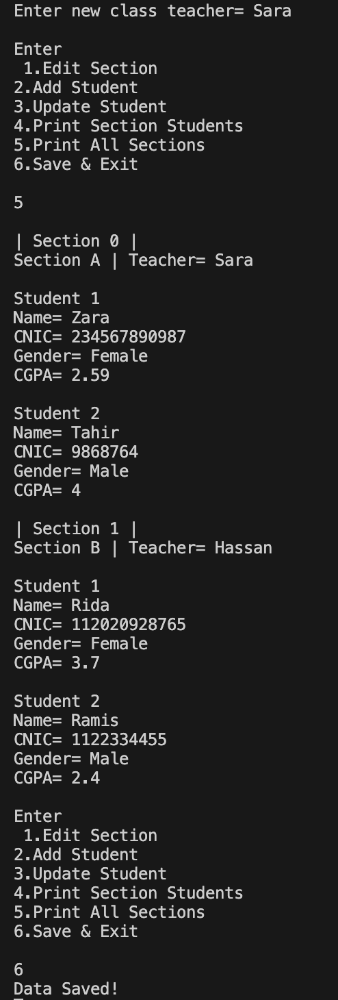 Enter new class teacher= Sara
Enter
1.Edit Section
2.Add Student
3.Update Student
4.Print Section Students
5.Print All Sections
6.Save & Exit
5
| Section 0 |
Section A | Teacher= Sara
Student 1
Name= Zara
CNIC= 234567890987
Gender= Female
CGPA= 2.59
Student 2
Name= Tahir
CNIC= 9868764
Gender= Male
CGPA= 4
| Section 1 |
Section B | Teacher= Hassan
Student 1
Name= Rida
CNIC= 112020928765
Gender= Female
CGPA= 3.7
Student 2
Name= Ramis
CNIC= 1122334455
Gender= Male
CGPA= 2.4
Enter
1.Edit Section
2.Add Student
3.Update Student
4.Print Section Students
5.Print All Sections
6.Save & Exit
6
Data Saved!